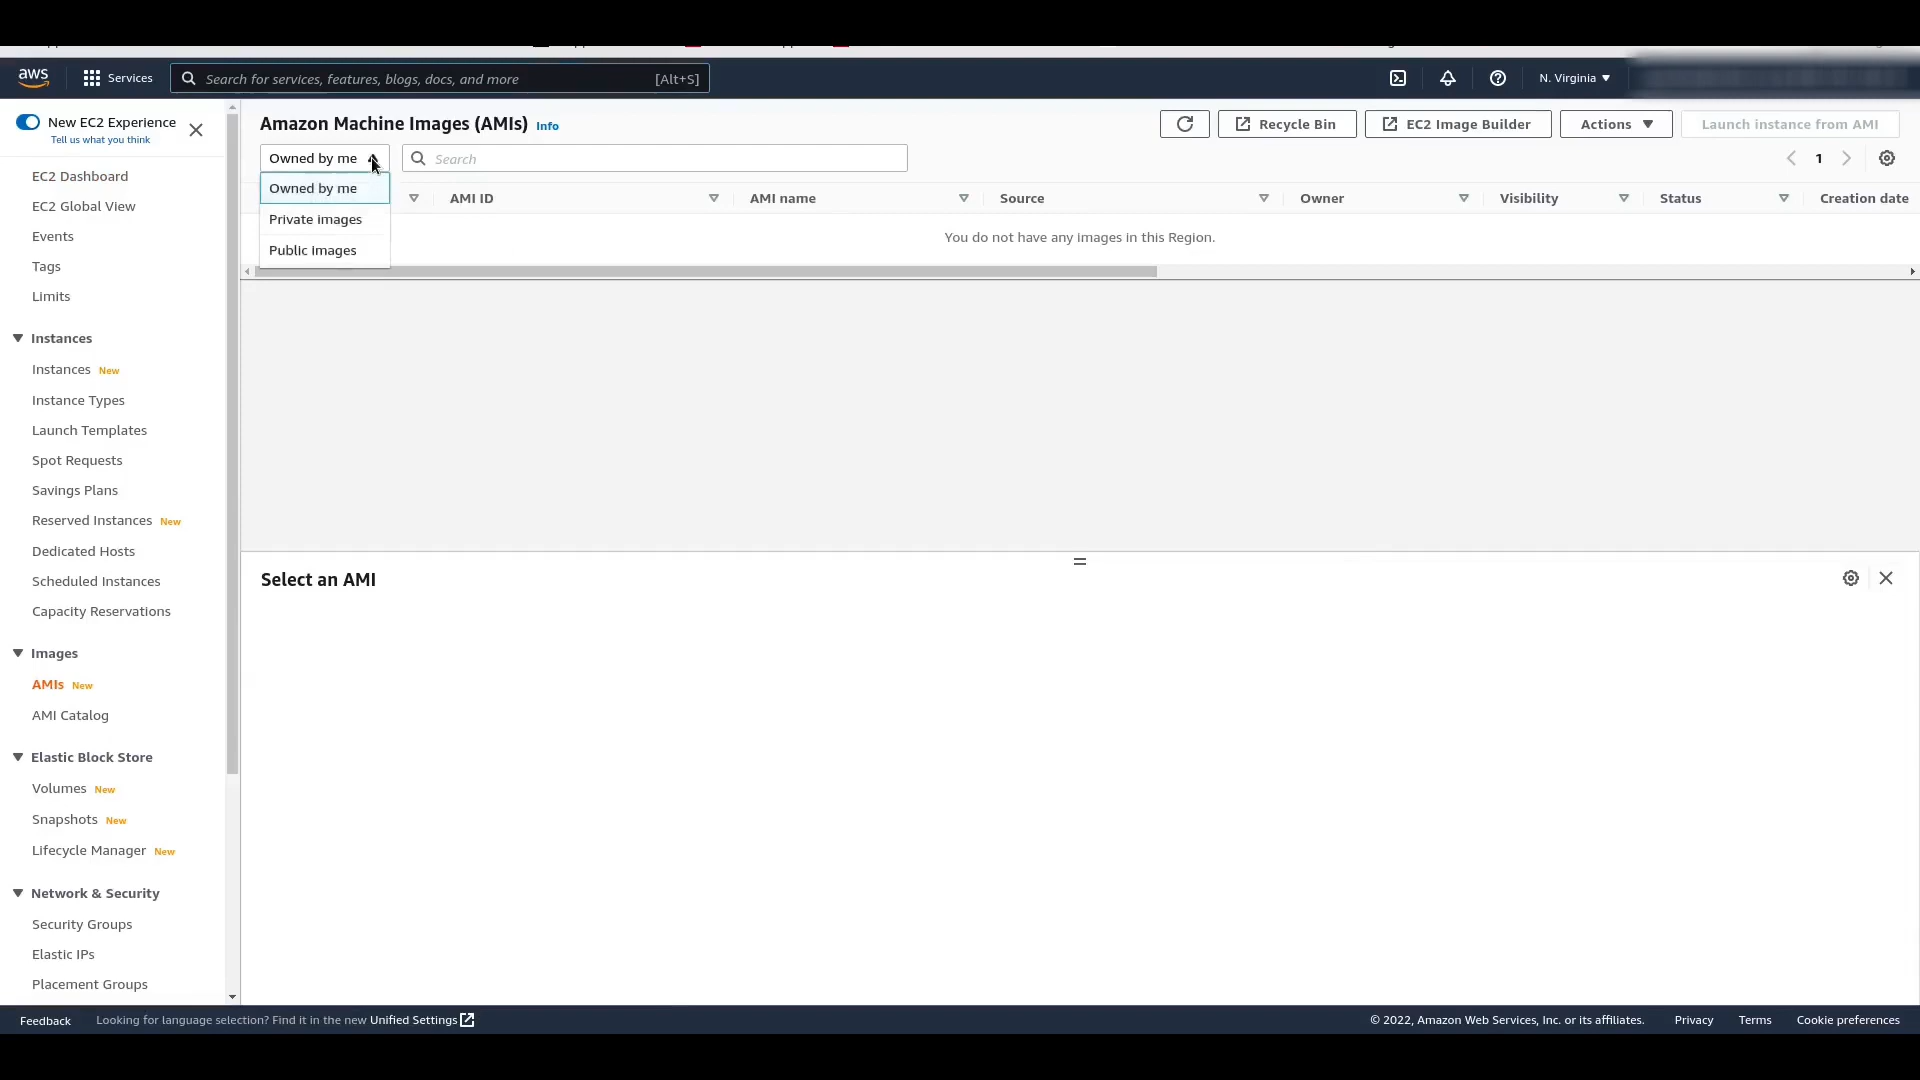 aws
Services
Search for services, features, blogs, docs, and more
[Alt+S]
N. Virginia
New EC2 Experience
Tell us what you think
EC2 Dashboard
EC2 Global View
Events
Tags
Limits
Instances
Instances New
Instance Types
Launch Templates
Spot Requests
Savings Plans
Reserved Instances New
Dedicated Hosts
Scheduled Instances
Capacity Reservations
Images
AMIs New
AMI Catalog
Elastic Block Store
Volumes New
Snapshots New
Lifecycle Manager New
Network & Security
Security Groups
Elastic IPs
Placement Groups
Amazon Machine Images (AMIs) Info
Recycle Bin
EC2 Image Builder
Actions
Launch instance from AMI
Owned by me
Search
1
Owned by me
Private images
Public images
AMI ID
AMI name
Source
Owner
Visibility
Status
Creation date
You do not have any images in this Region.
Select an AMI
Feedback
Looking for language selection? Find it in the new Unified Settings
© 2022, Amazon Web Services, Inc. or its affiliates.
Privacy
Terms
Cookie preferences